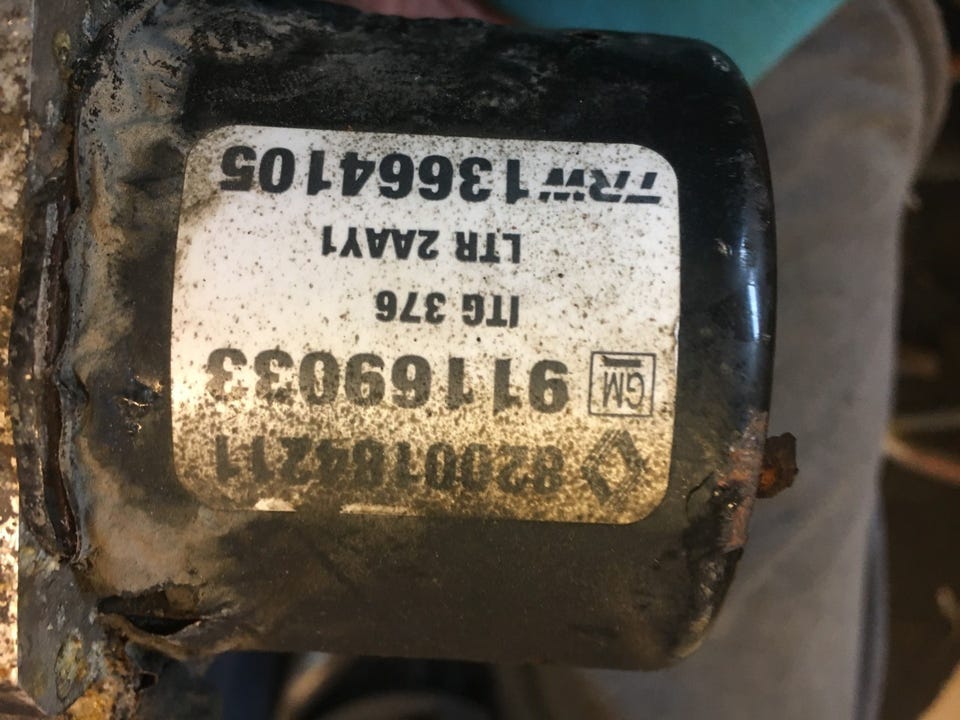 TRW 13664105
LTR 2AAY1
ITG 376
GM 91169033
8200184211